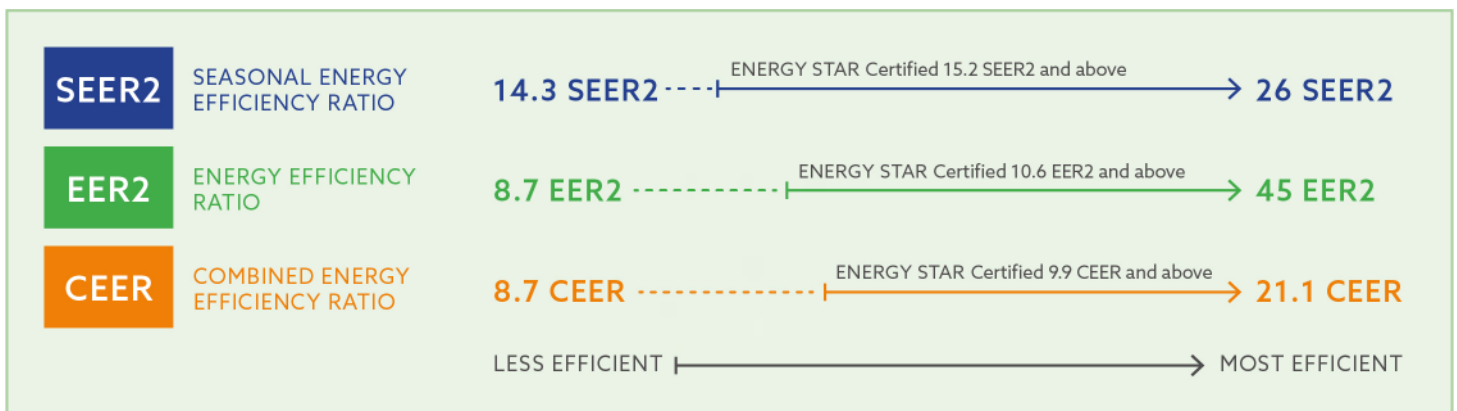 SEER2
SEASONAL ENERGY
EFFICIENCY RATIO
14.3 SEER2
ENERGY STAR Certified 15.2 SEER2 and above
26 SEER2
EER2
ENERGY EFFICIENCY
RATIO
8.7 EER2
ENERGY STAR Certified 10.6 EER2 and above
45 EER2
CEER
COMBINED ENERGY
EFFICIENCY RATIO
8.7 CEER
ENERGY STAR Certified 9.9 CEER and above
21.1 CEER
LESS EFFICIENT
MOST EFFICIENT